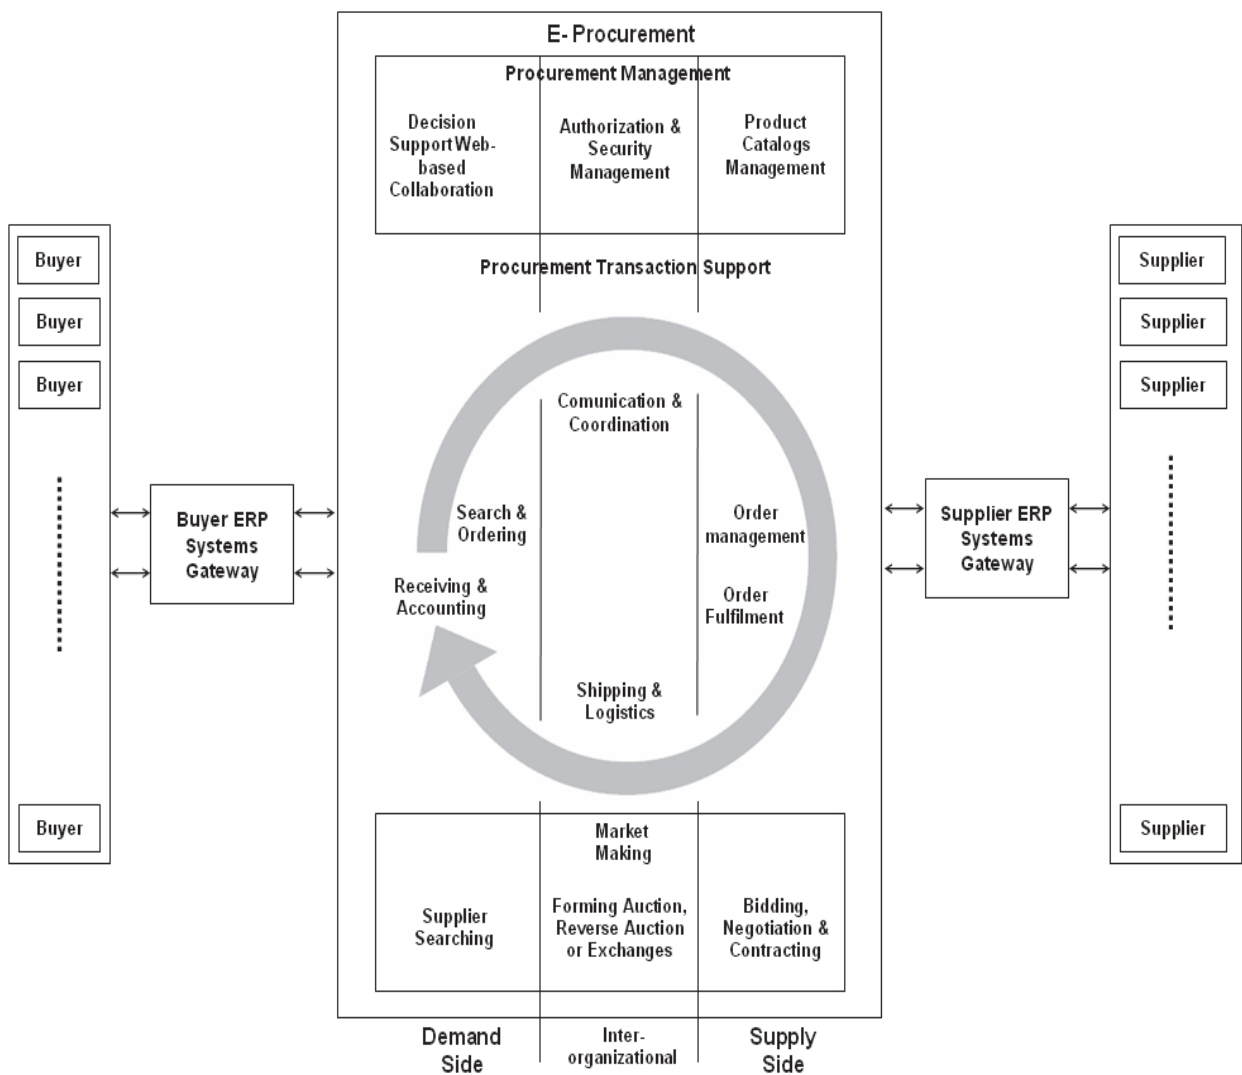 E- Procurement
Procurement Management
Decision
Support Web-
based
Collaboration
Authorization &
Security
Management
Product
Catalogs
Management
Procurement Transaction Support
Buyer
Buyer
Buyer
Buyer
Buyer ERP
Systems
Gateway
Comunication &
Coordination
Search &
Ordering
Receiving &
Accounting
Order
management
Order
Fulfilment
Shipping &
Logistics
Supplier ERP
Systems
Gateway
Supplier
Supplier
Supplier
Supplier
Market
Making
Supplier
Searching
Forming Auction,
Reverse Auction
or Exchanges
Bidding,
Negotiation &
Contracting
Demand
Side
Inter-
organizational
Supply
Side